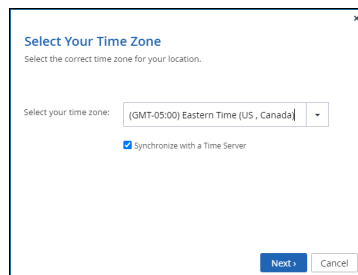 Select Your Time Zone
Select the correct time zone for your location.
Select your time zone: (GMT-05:00) Eastern Time (US , Canada)
Synchronize with a Time Server
Next › Cancel